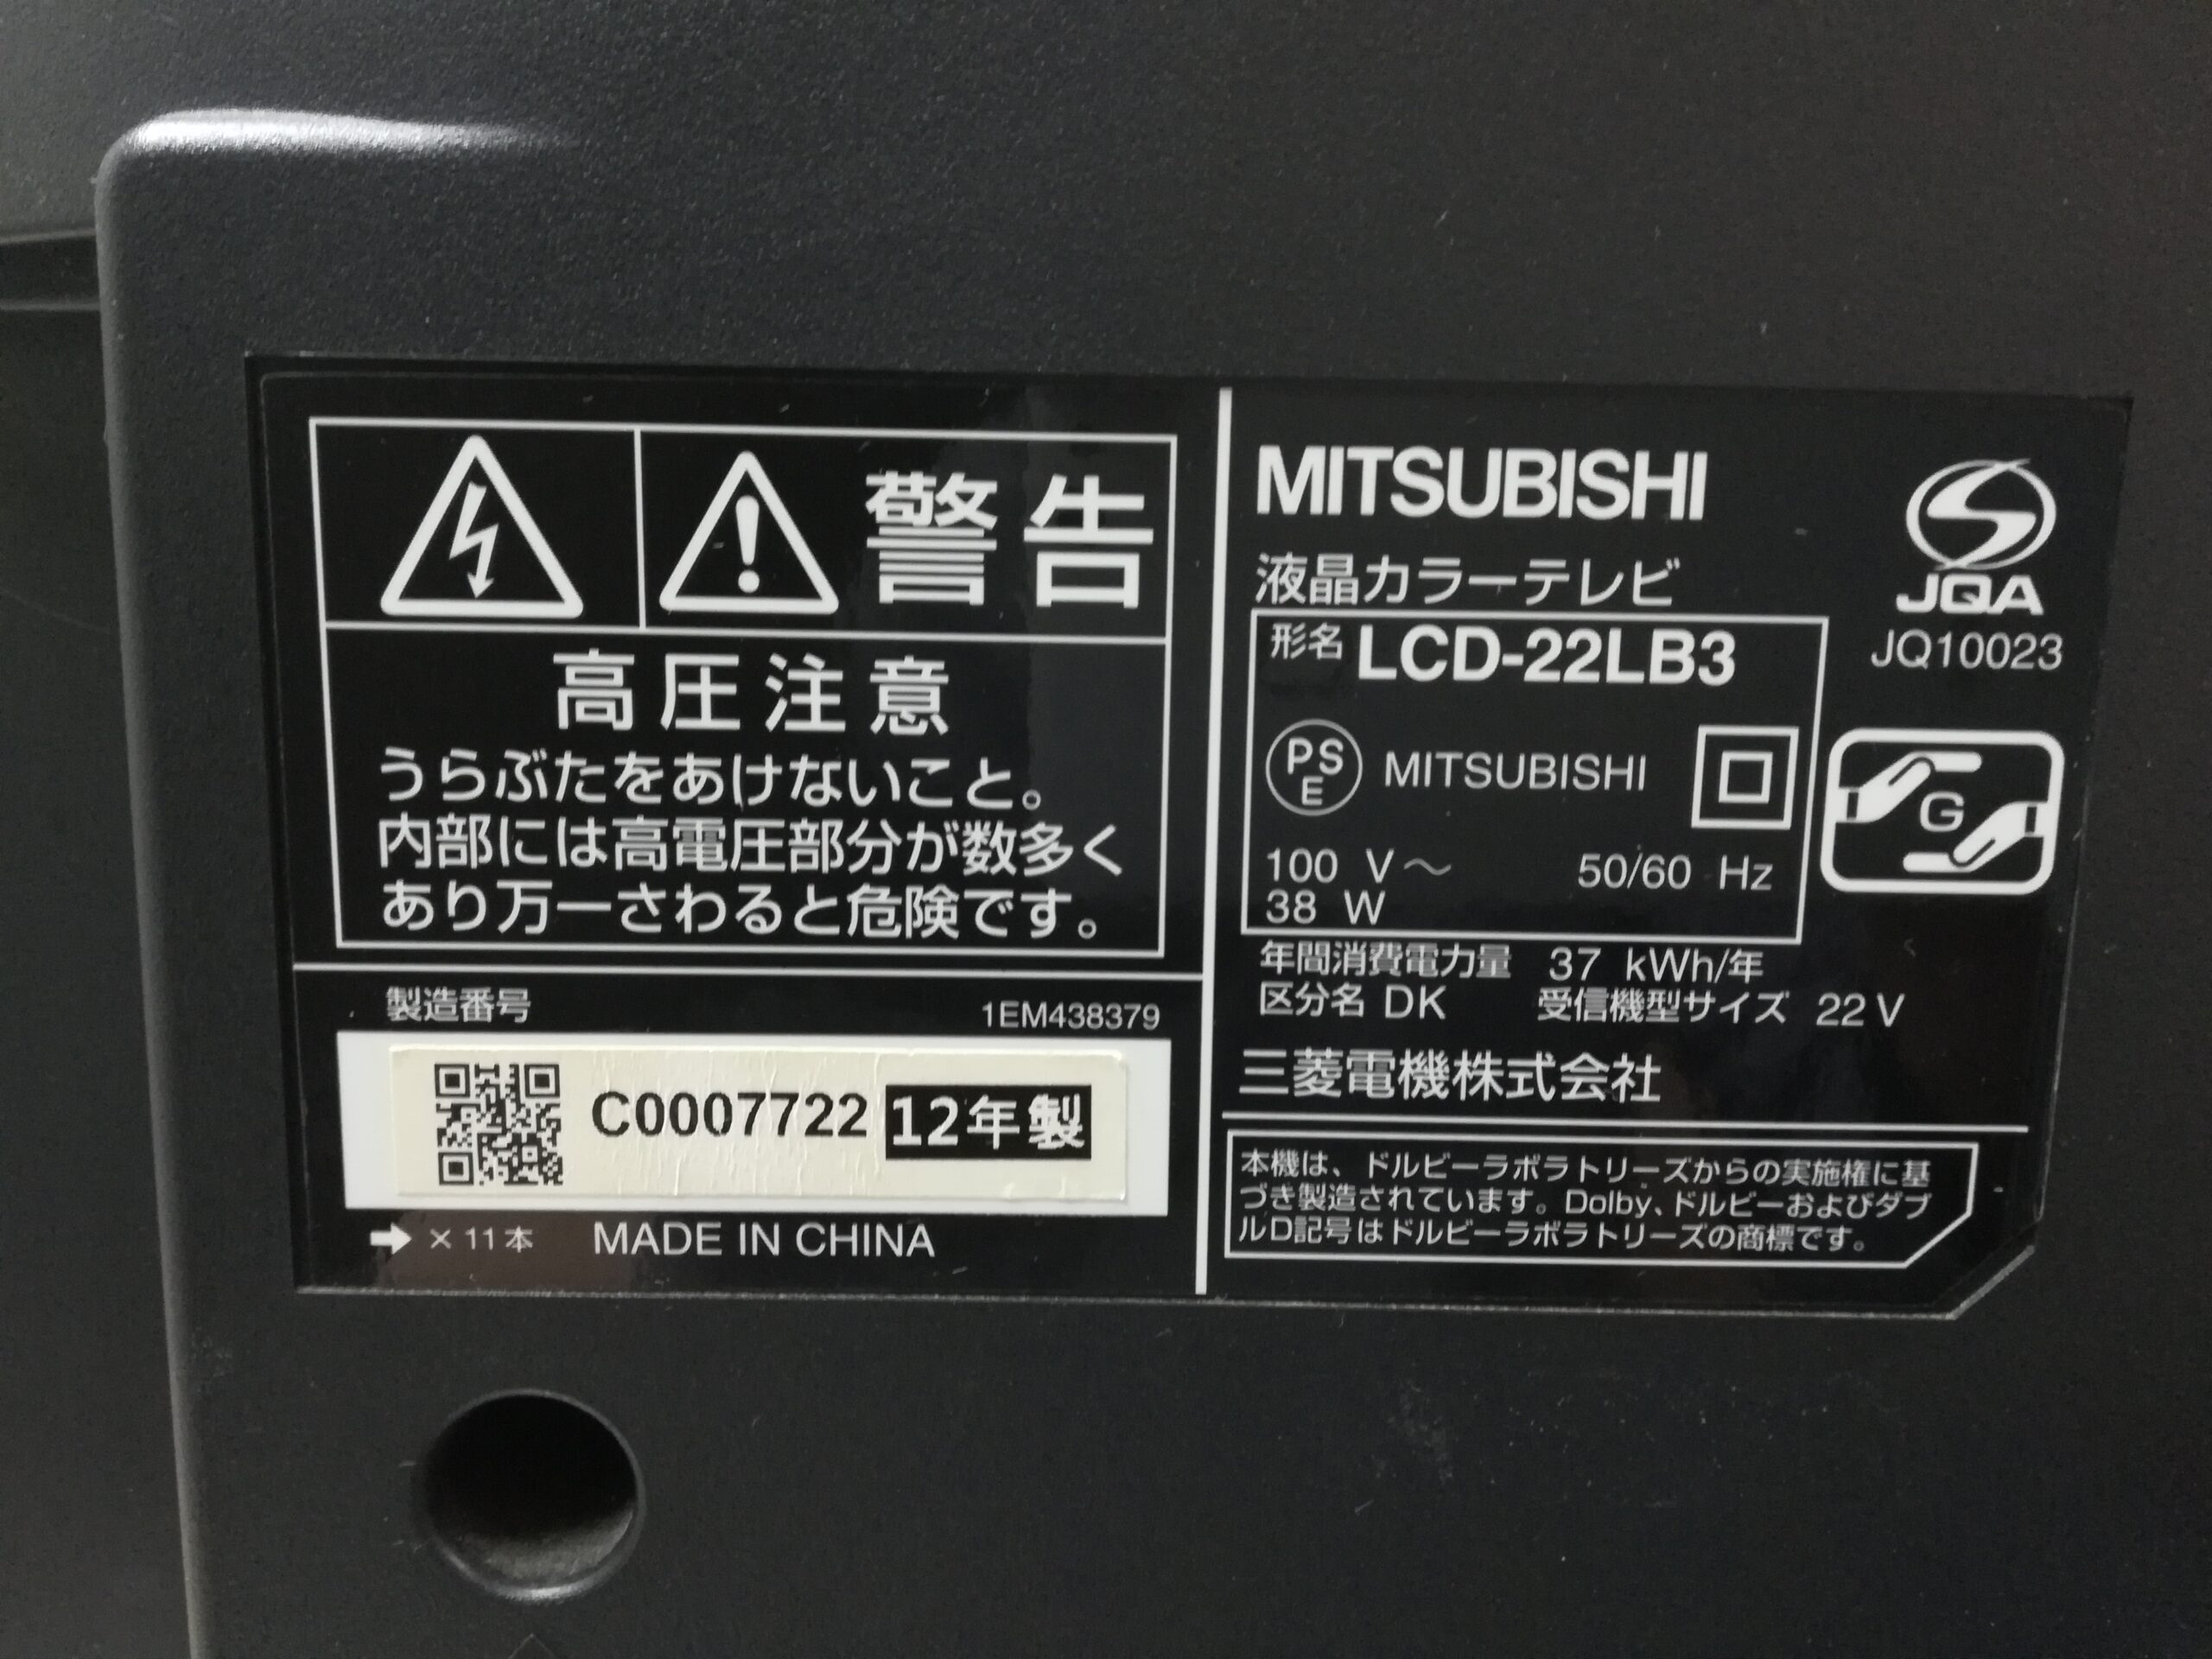 警告
高圧注意
うらぶたをあけないこと。
内部には高電圧部分が数多く
あり万一さわると危険です。
製造番号 1EM438379
C0007722 12年製
× 11本 MADE IN CHINA
MITSUBISHI
液晶カラーテレビ
形名 LCD-22LB3
PS
E
MITSUBISHI
100 V～ 50/60 Hz
38 W
年間消費電力量 37 kWh/年
区分名 DK 受信機型サイズ 22V
三菱電機株式会社
JQA
JQ10023
G
本機は、ドルビーラボラトリーズからの実施権に基
づき製造されています。Dolby、ドルビーおよびダブ
ルD記号はドルビーラボラトリーズの商標です。